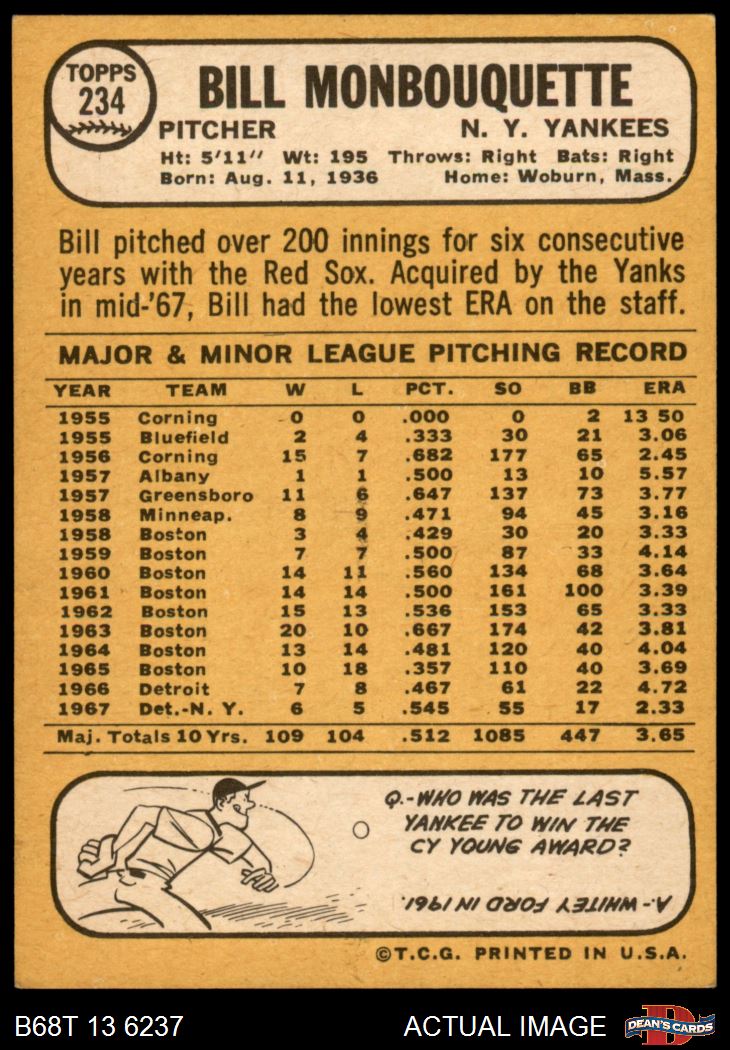 TOPPS
234
BILL MONBOUQUETTE
PITCHER N. Y. YANKEES
Ht: 5'11" Wt: 195 Throws: Right Bats: Right
Born: Aug. 11, 1936 Home: Woburn, Mass.
Bill pitched over 200 innings for six consecutive
years with the Red Sox. Acquired by the Yanks
in mid-'67, Bill had the lowest ERA on the staff.
MAJOR & MINOR LEAGUE PITCHING RECORD
YEAR TEAM W L PCT. SO BB ERA
1955 Corning 0 0 .000 0 2 13 50
1955 Bluefield 2 4 .333 30 21 3.06
1956 Corning 15 7 .682 177 65 2.45
1957 Albany 1 1 .500 13 10 5.57
1957 Greensboro 11 6 .647 137 73 3.77
1958 Minneap. 8 9 .471 94 45 3.16
1958 Boston 3 4 .429 30 20 3.33
1959 Boston 7 7 .500 87 33 4.14
1960 Boston 14 11 .560 134 68 3.64
1961 Boston 14 14 .500 161 100 3.39
1962 Boston 15 13 .536 153 65 3.33
1963 Boston 20 10 .667 174 42 3.81
1964 Boston 13 14 .481 120 40 4.04
1965 Boston 10 18 .357 110 40 3.69
1966 Detroit 7 8 .467 61 22 4.72
1967 Det.-N. Y. 6 5 .545 55 17 2.33
Maj. Totals 10 Yrs. 109 104 .512 1085 447 3.65
Q.-WHO WAS THE LAST
YANKEE TO WIN THE
CY YOUNG AWARD?
A.-WHITEY FORD IN 1961.
©T.C.G. PRINTED IN U.S.A.
B68T 13 6237 ACTUAL IMAGE
D
DEAN'S CARDS